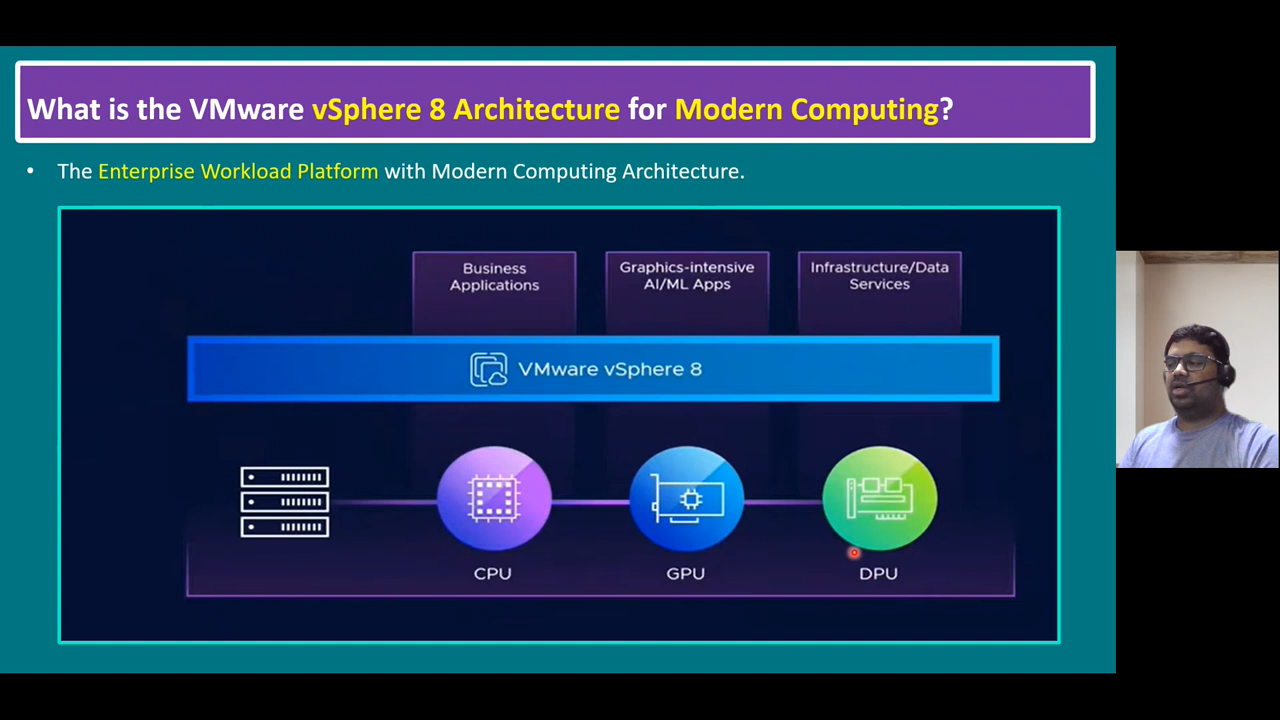 What is the VMware vSphere 8 Architecture for Modern Computing?
• The Enterprise Workload Platform with Modern Computing Architecture.
Business
Applications
Graphics-intensive
AI/ML Apps
Infrastructure/Data
Services
VMware vSphere 8
CPU
GPU
DPU